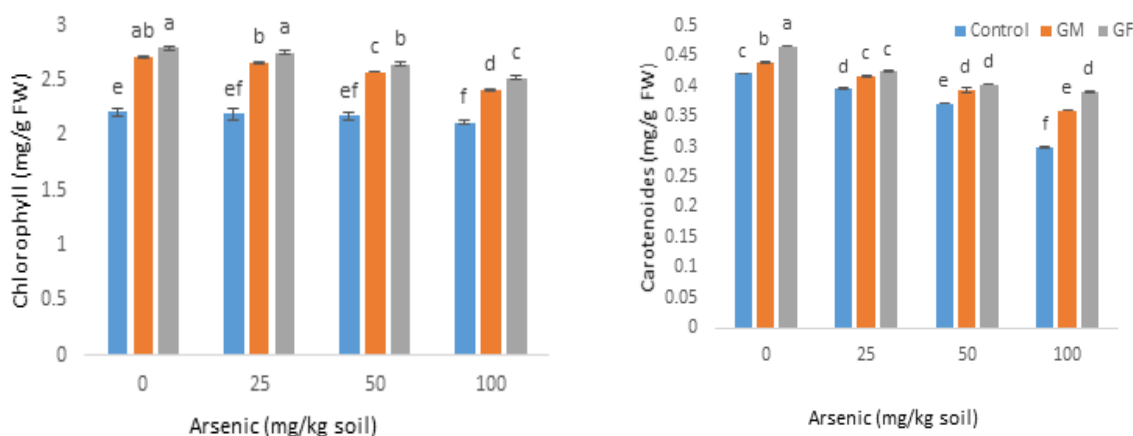 Chlorophyll (mg/g FW)
3
2.5
2
1.5
1
0.5
0
e ab a
ef b a
ef c b
f d c
0 25 50 100
Arsenic (mg/kg soil)
Carotenoides (mg/g FW)
0.5
0.45
0.4
0.35
0.3
0.25
0.2
0.15
0.1
0.05
0
Control GM GF
c b a
d c c
e d d
f e d
0 25 50 100
Arsenic (mg/kg soil)